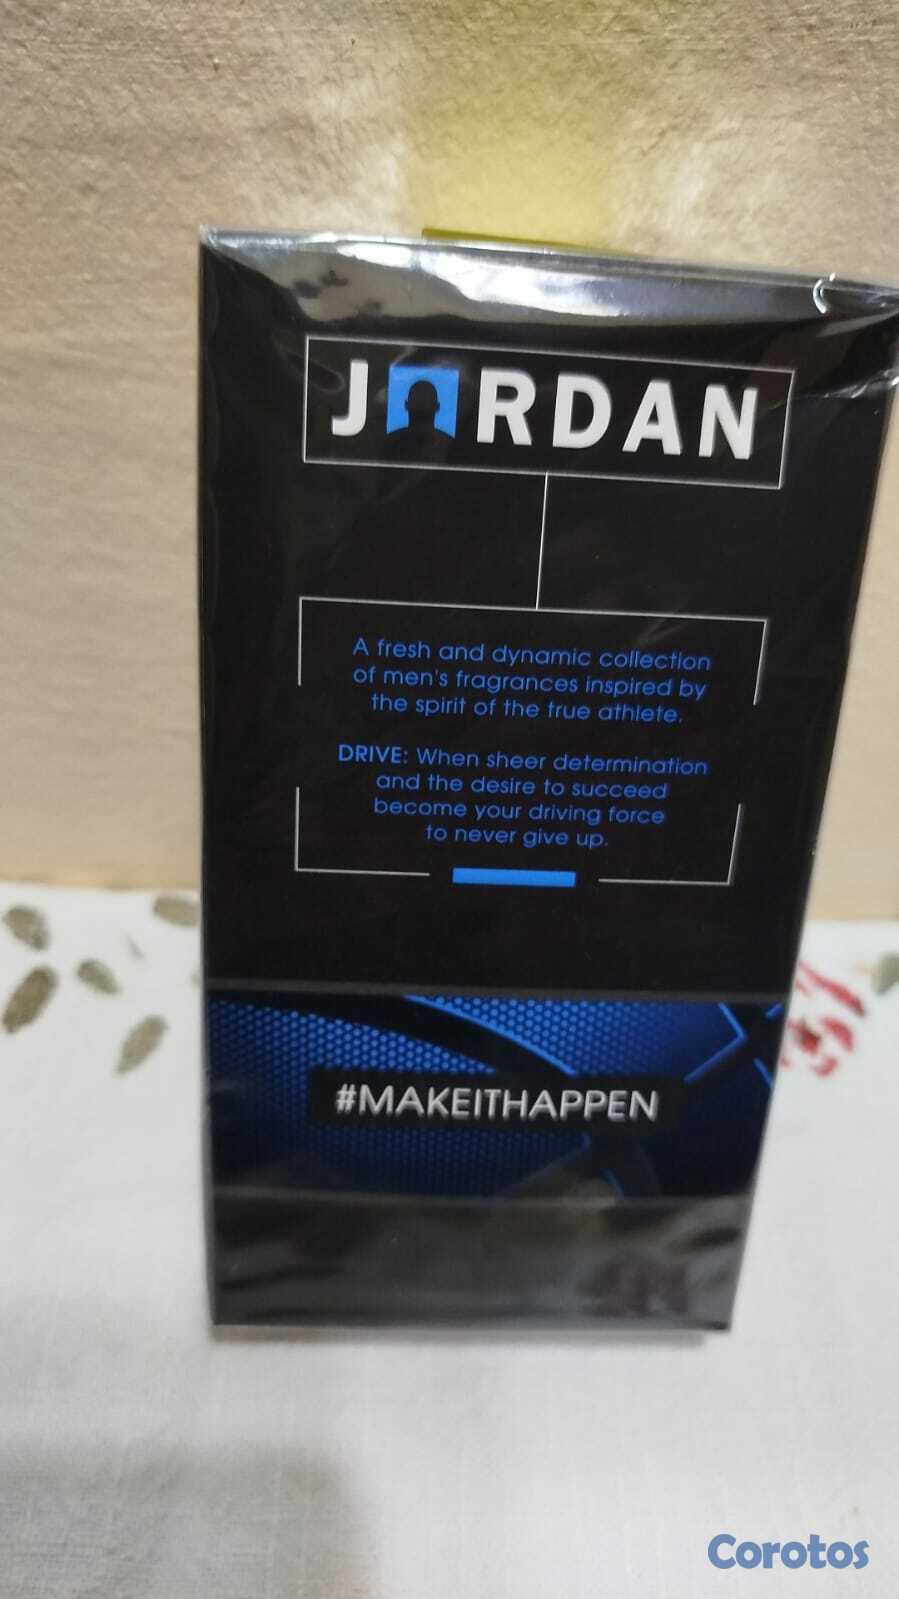 JORDAN
A fresh and dynamic collection
of men's fragrances inspired by
the spirit of the true athlete.
DRIVE: When sheer determination
and the desire to succeed
become your driving force
to never give up.
#MAKEITHAPPEN
Corotos